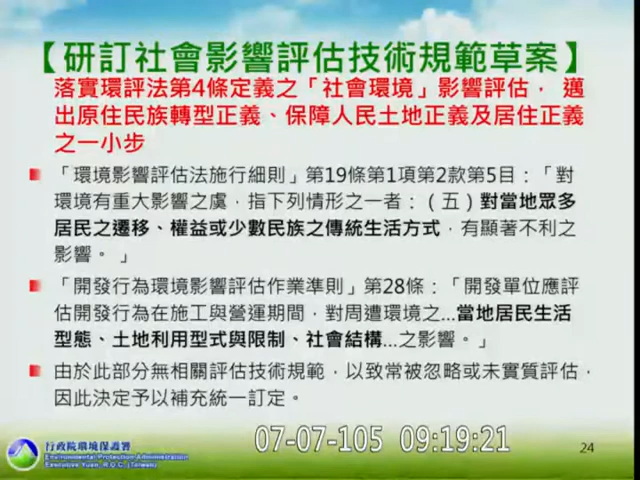 【研訂社會影響評估技術規範草案】
落實環評法第4條定義之「社會環境」影響評估， 邁
出原住民族轉型正義、保障人民土地正義及居住正義
之一小步
「環境影響評估法施行細則」第19條第1項第2款第5目：「對
環境有重大影響之虞，指下列情形之一者：（五）對當地眾多
居民之遷移、權益或少數民族之傳統生活方式，有顯著不利之
影響。」
「開發行為環境影響評估作業準則」第28條：「開發單位應評
估開發行為在施工與營運期間，對周遭環境之...當地居民生活
型態、土地利用型式與限制、社會結構...之影響。」
由於此部分無相關評估技術規範，以致常被忽略或未實質評估，
因此決定予以補充統一訂定。
行政院環境保護署
Environmental Protection Administration
Executive Yuan, R.O.C. (Taiwan)
07-07-105 09:19:21
24